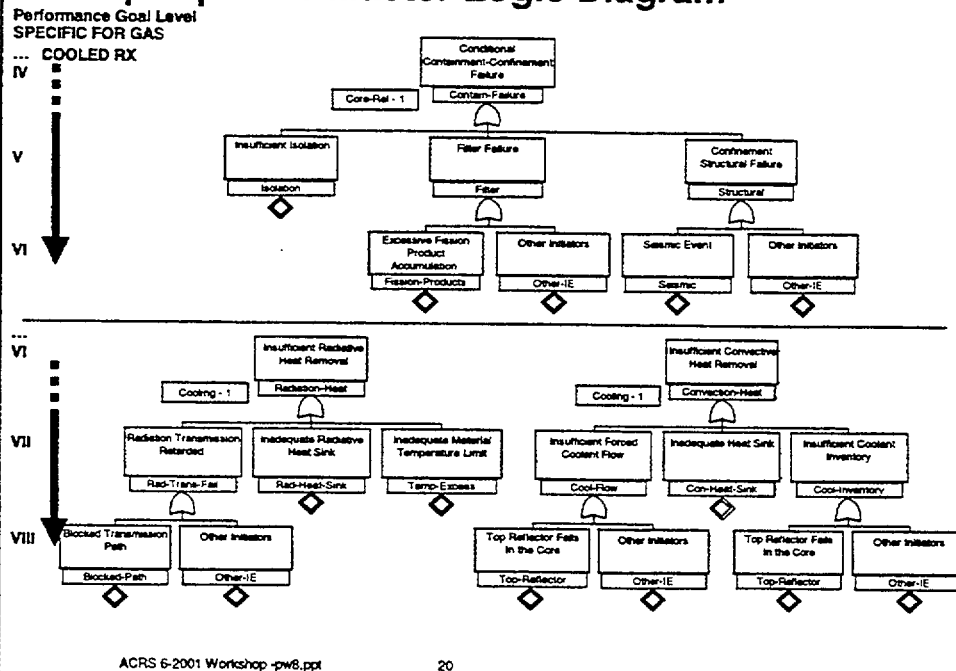 Logic Diagram
Performance Goal Level
SPECIFIC FOR GAS
--- COOLED RX
IV
Conditional
Containment-Confinement
Failure
Contain-Failure
Core-Rel - 1
V
Insufficient Isolation
Isolation
Filter Failure
Filter
Confinement
Structural Failure
Structural
VI
Excessive Fission
Product
Accumulation
Fission-Products
Other Initiators
Other-IE
Seismic Event
Seismic
Other Initiators
Other-IE
---
VI
Insufficient Radiative
Heat Removal
Radiation-Heat
Cooling - 1
Insufficient Convective
Heat Removal
Convection-Heat
Cooling - 1
VII
Radiation Transmission
Retarded
Rad-Trans-Fail
Inadequate Radiative
Heat Sink
Rad-Heat-Sink
Inadequate Material
Temperature Limit
Temp-Excess
Insufficient Forced
Coolant Flow
Cool-Flow
Inadequate Heat Sink
Con-Heat-Sink
Insufficient Coolant
Inventory
Cool-Inventory
VIII
Blocked Transmission
Path
Blocked-Path
Other Initiators
Other-IE
Top Reflector Falls
In the Core
Top-Reflector
Other Initiators
Other-IE
Top Reflector Falls
In the Core
Top-Reflector
Other Initiators
Other-IE
ACRS 6-2001 Workshop -pw8.ppt
20